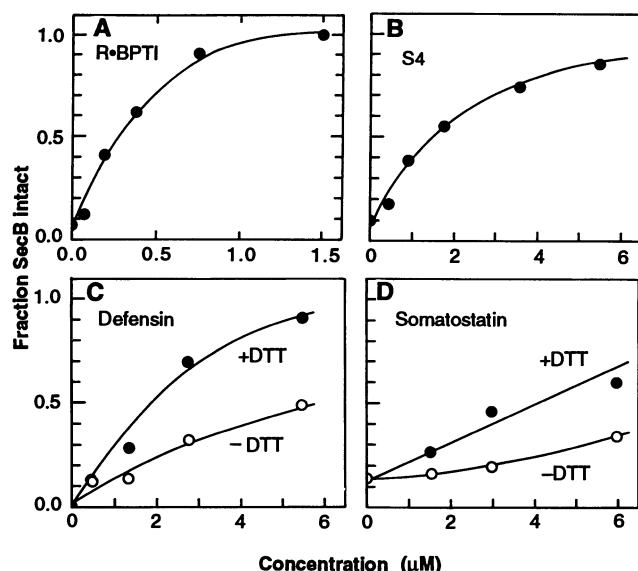 A
R•BPTI
B
S4
1.0
0.5
0.0
0.0
0.5
1.0
1.5
0
2
4
6
Fraction SecB intact
C
Defensin
+DTT
−DTT
D
Somatostatin
+DTT
−DTT
1.0
0.5
0.0
0
2
4
6
0
2
4
6
Concentration (μM)